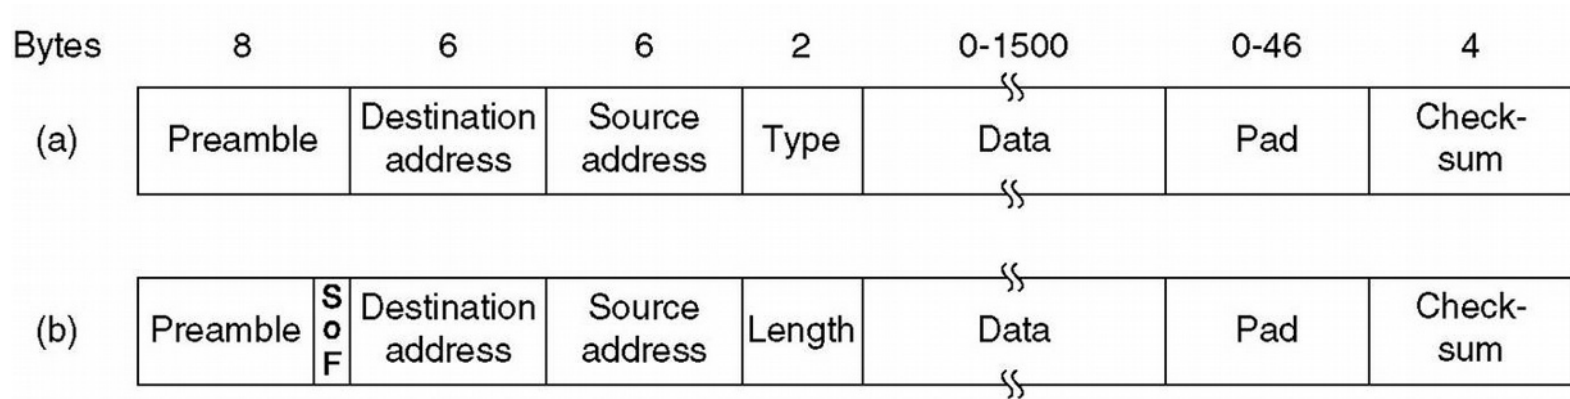 Bytes 8 6 6 2 0-1500 0-46 4
(a) Preamble Destination address Source address Type Data Pad Check-sum
(b) Preamble SoF Destination address Source address Length Data Pad Check-sum